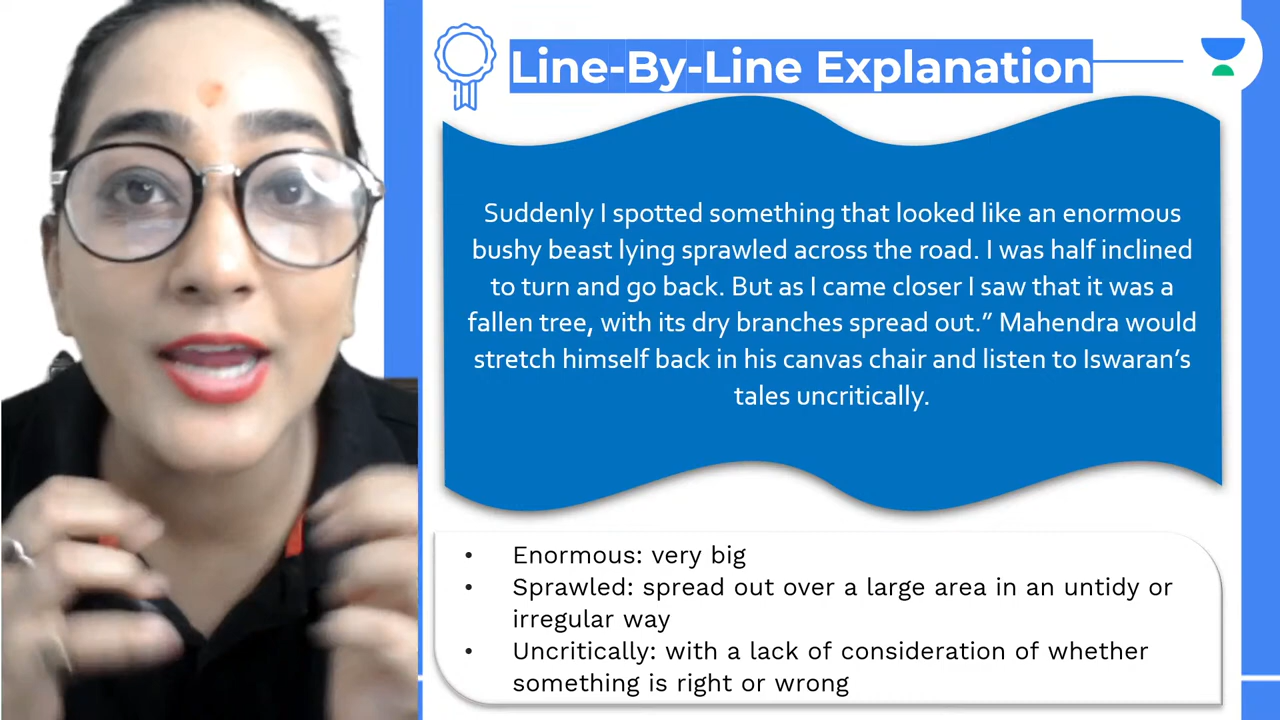 Line-By-Line Explanation
Suddenly I spotted something that looked like an enormous
bushy beast lying sprawled across the road. I was half inclined
to turn and go back. But as I came closer I saw that it was a
fallen tree, with its dry branches spread out.” Mahendra would
stretch himself back in his canvas chair and listen to Iswaran’s
tales uncritically.
• Enormous: very big
• Sprawled: spread out over a large area in an untidy or
irregular way
• Uncritically: with a lack of consideration of whether
something is right or wrong